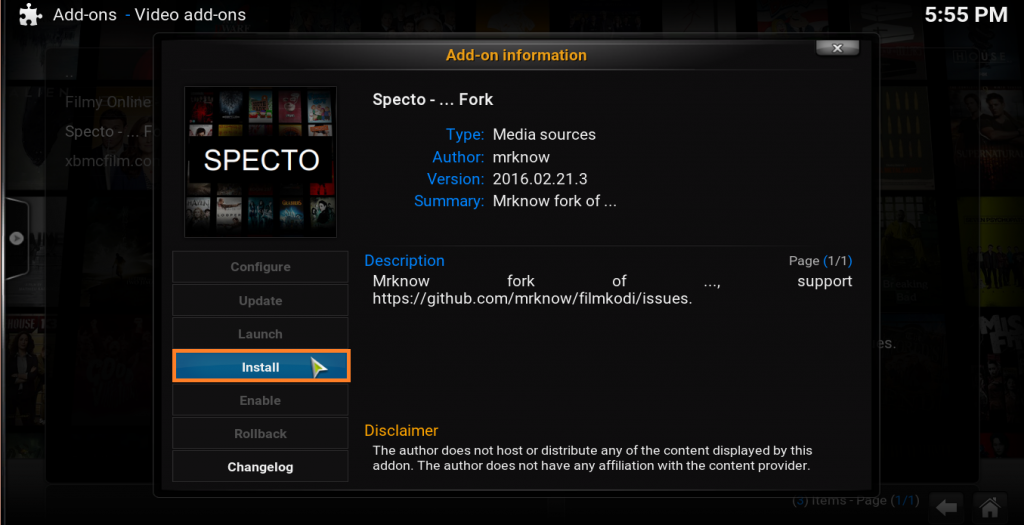 Add-ons - Video add-ons
5:55 PM
Add-on information
Filmy Online
Specto - ... F
xbmcfilm.co
SPECTO
Specto - ... Fork
Type: Media sources
Author: mrknow
Version: 2016.02.21.3
Summary: Mrknow fork of ...
Configure
Update
Launch
Install
Enable
Rollback
Changelog
Description
Page (1/1)
Mrknow fork of ..., support
https://github.com/mrknow/filmkodi/issues.
es.
Disclaimer
The author does not host or distribute any of the content displayed by this
addon. The author does not have any affiliation with the content provider.
(3) Items - Page (1/1)